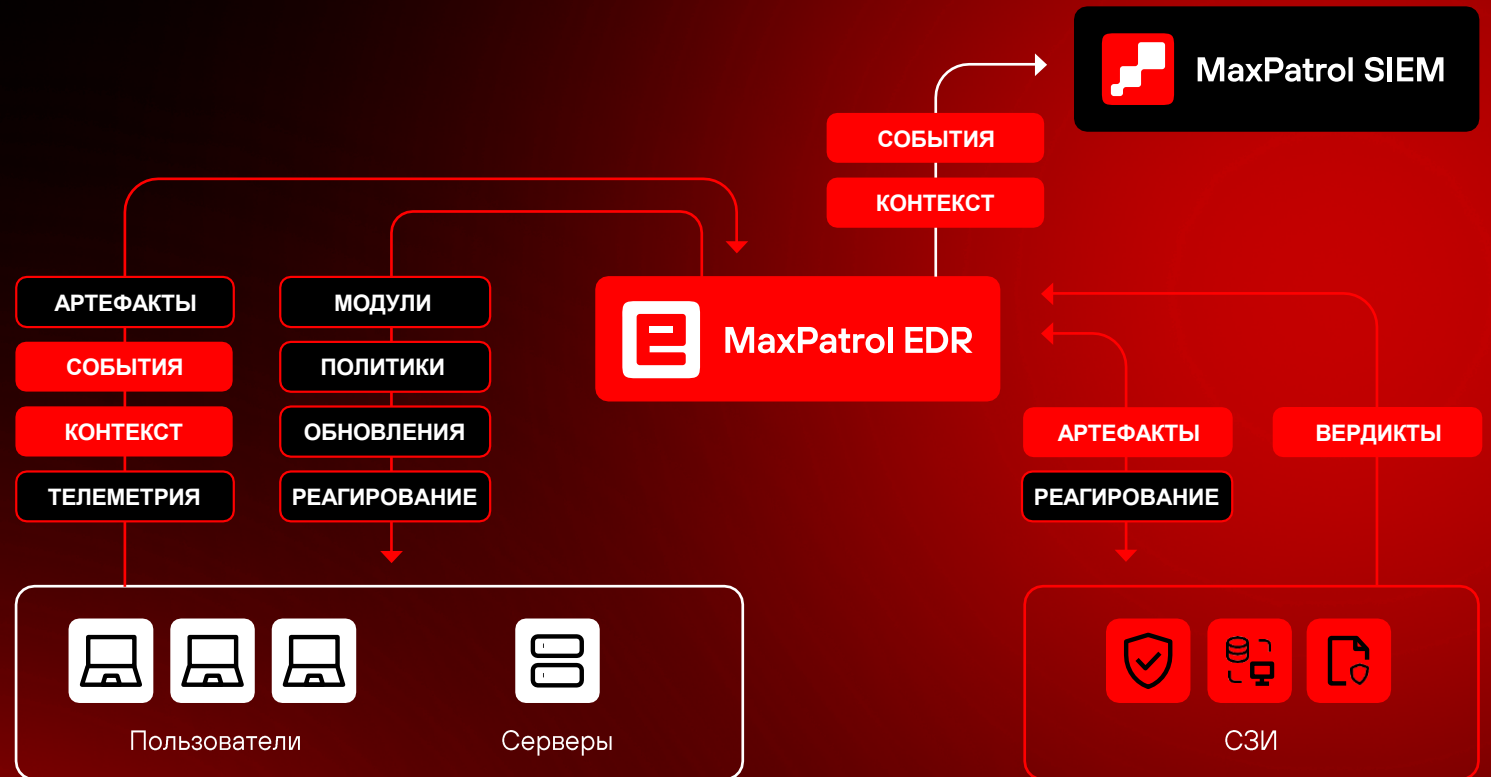 MaxPatrol SIEM
СОБЫТИЯ
КОНТЕКСТ
АРТЕФАКТЫ
СОБЫТИЯ
КОНТЕКСТ
ТЕЛЕМЕТРИЯ
МОДУЛИ
ПОЛИТИКИ
ОБНОВЛЕНИЯ
РЕАГИРОВАНИЕ
MaxPatrol EDR
АРТЕФАКТЫ
РЕАГИРОВАНИЕ
ВЕРДИКТЫ
Пользователи
Серверы
СЗИ